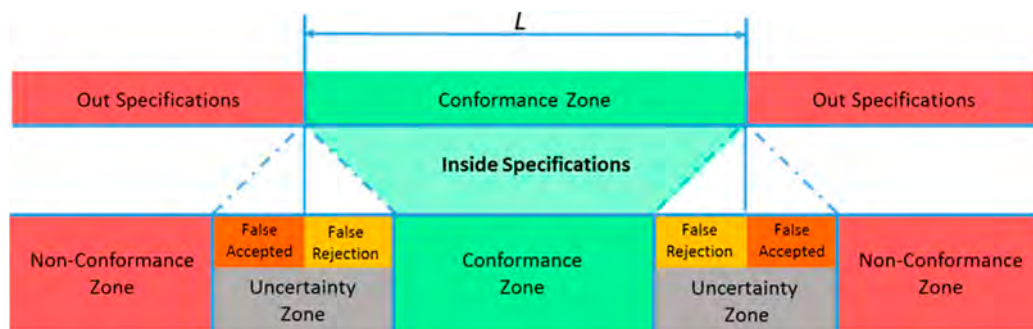 L
Out Specifications
Conformance Zone
Out Specifications
Inside Specifications
Non-Conformance
Zone
False
Accepted
False
Rejection
Uncertainty
Zone
Conformance
Zone
False
Rejection
False
Accepted
Uncertainty
Zone
Non-Conformance
Zone